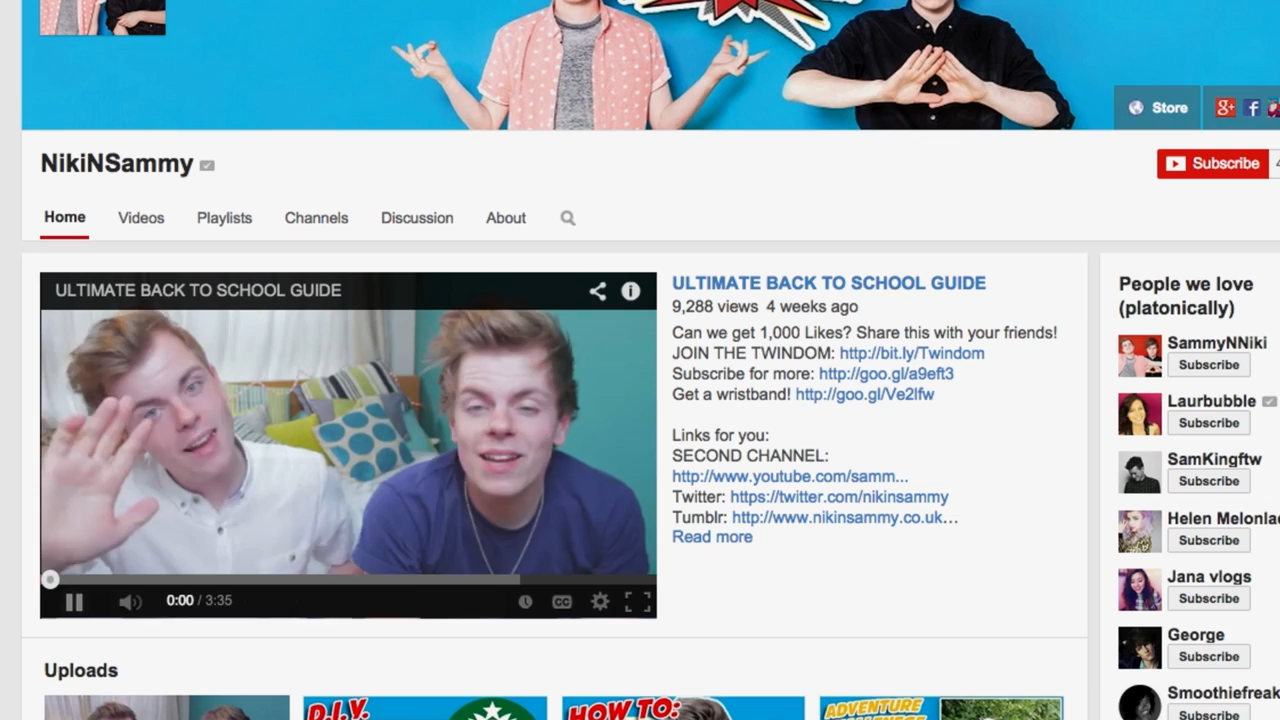 Store
NikiNSammy
Subscribe
Home Videos Playlists Channels Discussion About
ULTIMATE BACK TO SCHOOL GUIDE
0:00 / 3:35
CC
ULTIMATE BACK TO SCHOOL GUIDE
9,288 views 4 weeks ago
Can we get 1,000 Likes? Share this with your friends!
JOIN THE TWINDOM: http://bit.ly/Twindom
Subscribe for more: http://goo.gl/a9eft3
Get a wristband! http://goo.gl/Ve2lfw
Links for you:
SECOND CHANNEL:
http://www.youtube.com/samm...
Twitter: https://twitter.com/nikinsammy
Tumblr: http://www.nikinsammy.co.uk...
Read more
People we love
(platonically)
SammyNNiki
Subscribe
Laurbubble
Subscribe
SamKingftw
Subscribe
Helen Melonla
Subscribe
Jana vlogs
Subscribe
George
Subscribe
Smoothiefreak
Subscribe
Uploads
D.I.Y.
HOW TO:
ADVENTURE